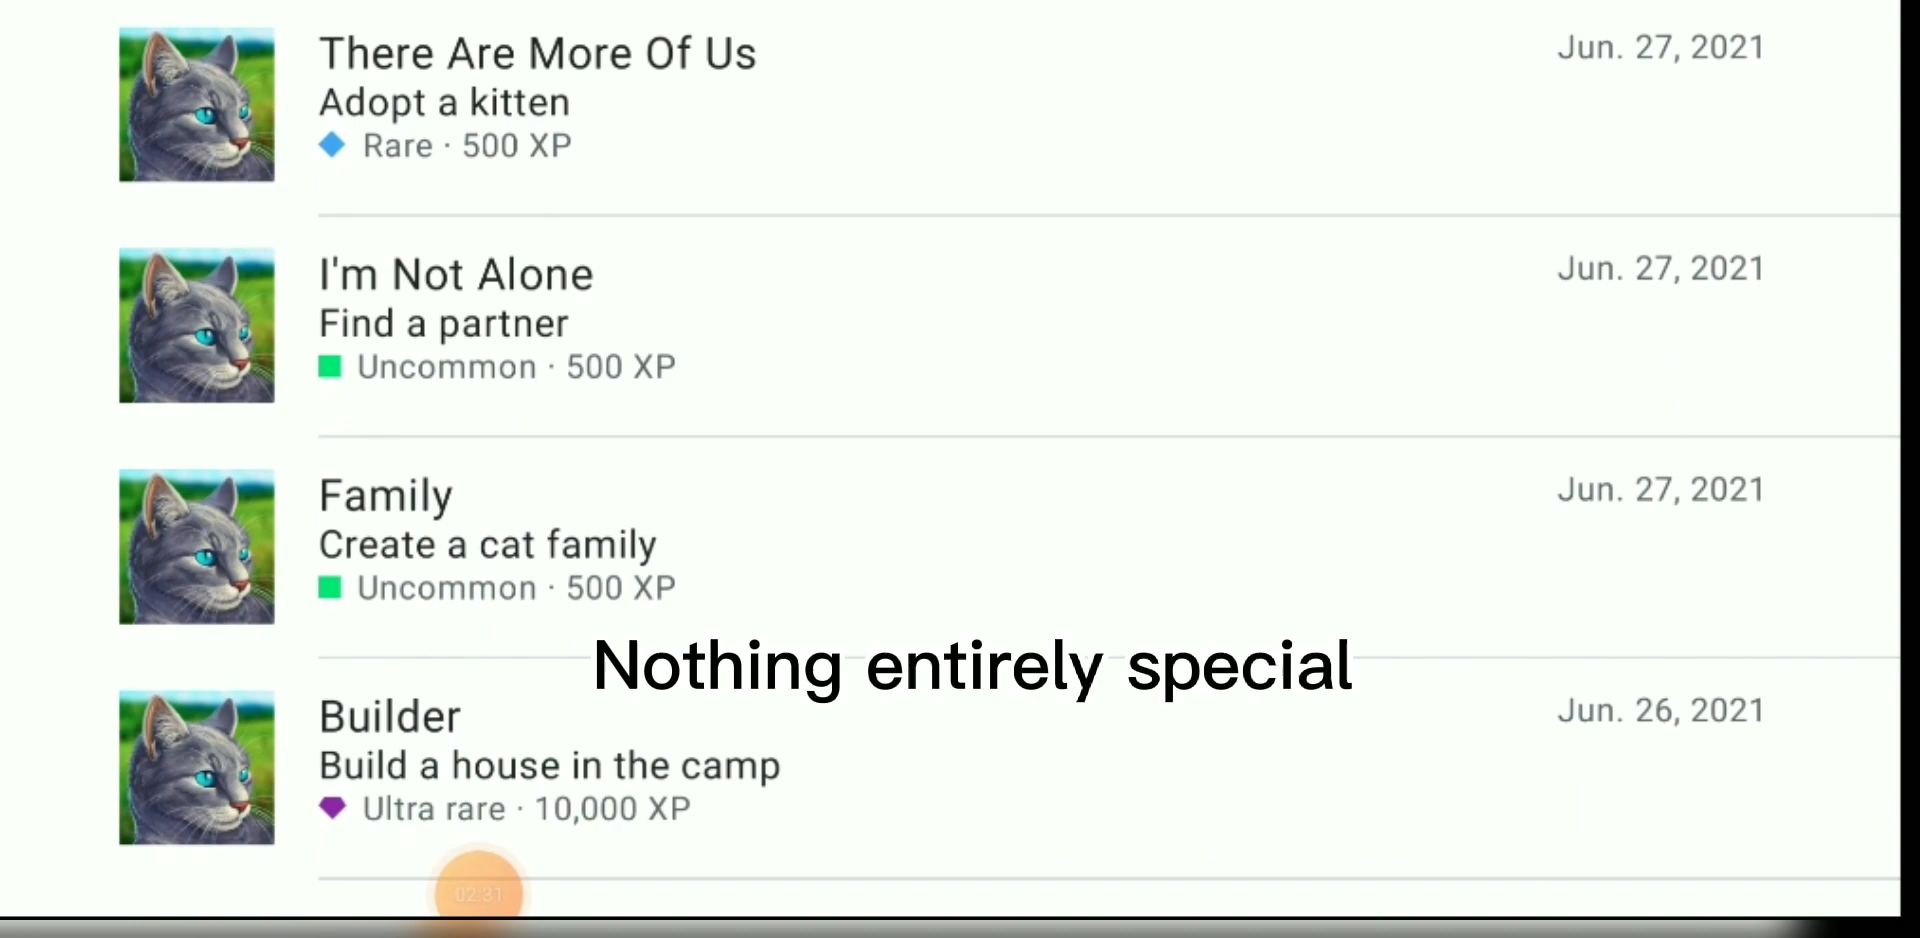 There Are More Of Us
Jun. 27, 2021
Adopt a kitten
Rare · 500 XP
I'm Not Alone
Jun. 27, 2021
Find a partner
Uncommon · 500 XP
Family
Jun. 27, 2021
Create a cat family
Uncommon · 500 XP
Nothing entirely special
Builder
Jun. 26, 2021
Build a house in the camp
Ultra rare · 10,000 XP
02:31